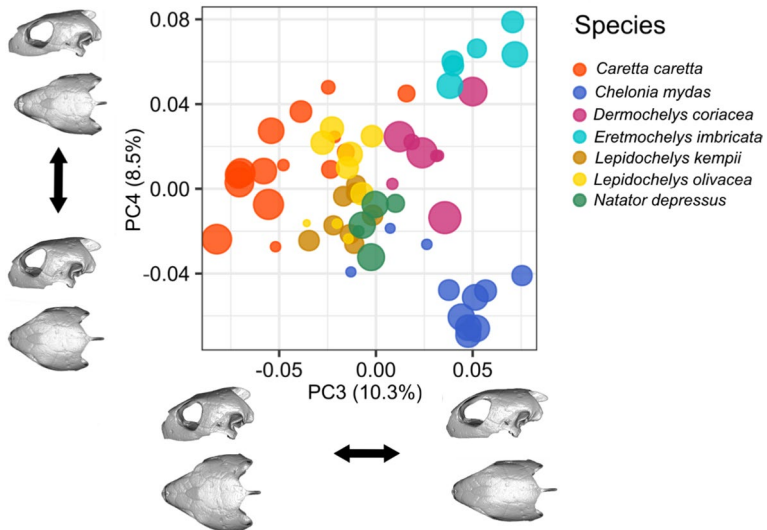 0.08
0.04
0.00
-0.04
PC4 (8.5%)
-0.05
0.00
0.05
PC3 (10.3%)
Species
Caretta caretta
Chelonia mydas
Dermochelys coriacea
Eretmochelys imbricata
Lepidochelys kempii
Lepidochelys olivacea
Natator depressus